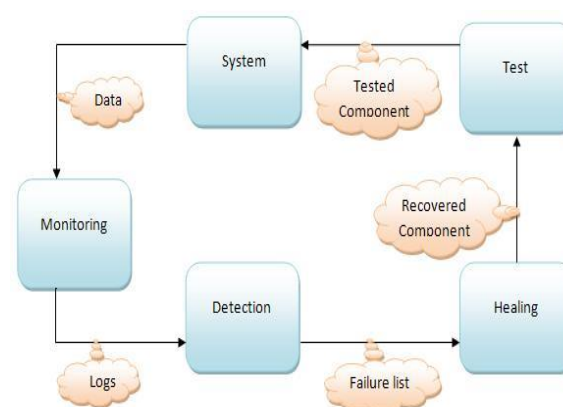 System
Test
Tested
Component
Data
Monitoring
Recovered
Component
Detection
Healing
Logs
Failure list